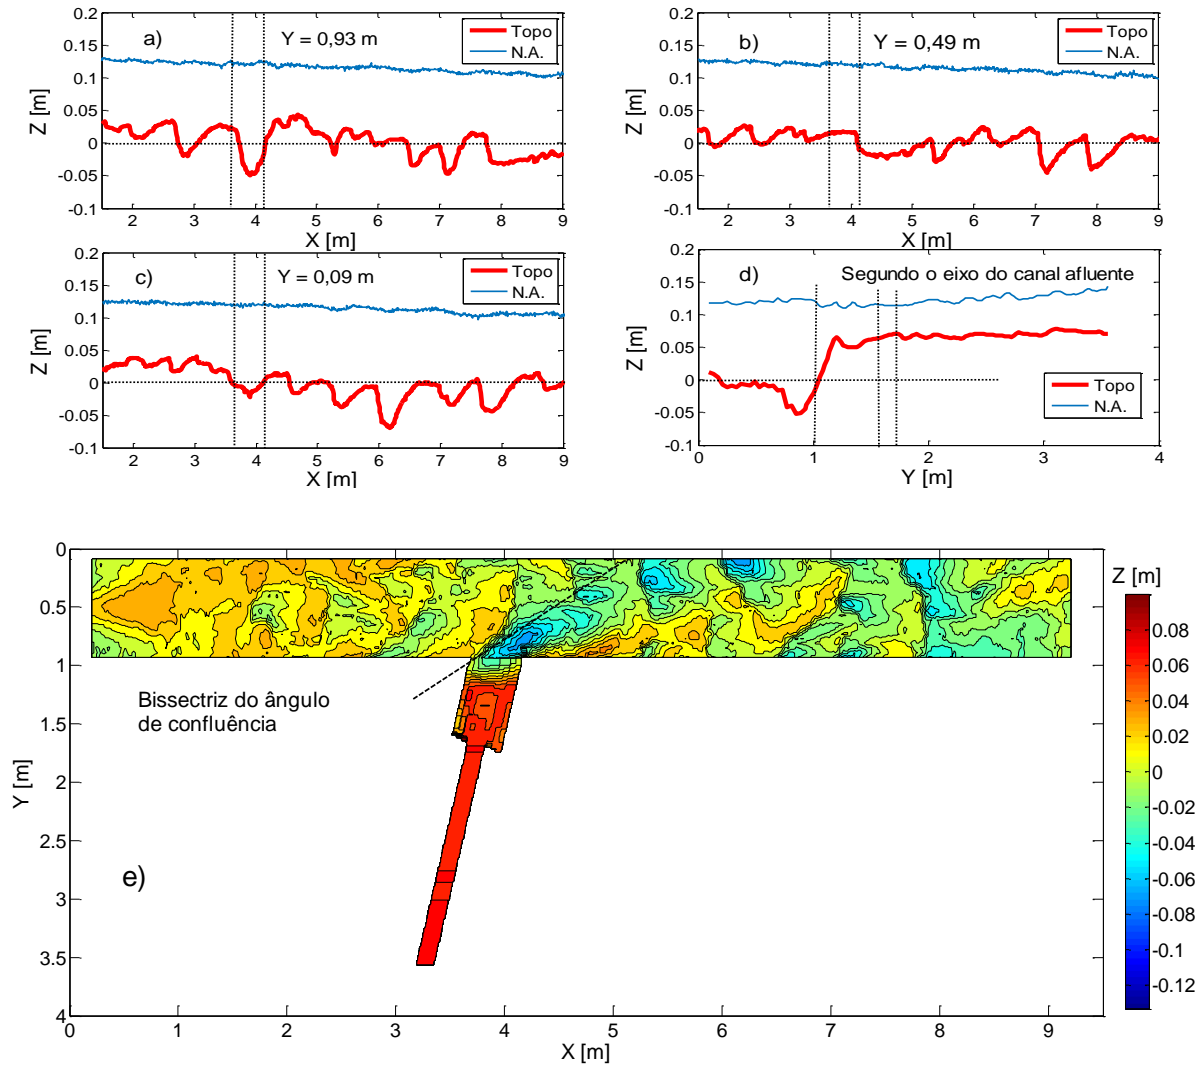 0.2
0.15
0.1
0.05
0
-0.05
-0.1
Z [m]
a)
Y = 0,93 m
Topo
N.A.
2 3 4 5 6 7 8 9
X [m]
0.2
0.15
0.1
0.05
0
-0.05
-0.1
Z [m]
b)
Y = 0,49 m
Topo
N.A.
2 3 4 5 6 7 8 9
X [m]
0.2
0.15
0.1
0.05
0
-0.05
-0.1
Z [m]
c)
Y = 0,09 m
Topo
N.A.
2 3 4 5 6 7 8 9
X [m]
0.2
0.15
0.1
0.05
0
-0.05
-0.1
Z [m]
d)
Segundo o eixo do canal afluente
Topo
N.A.
0 1 2 3 4
Y [m]
0
0.5
1
1.5
2
2.5
3
3.5
4
Y [m]
Bissectriz do ângulo
de confluência
e)
0 1 2 3 4 5 6 7 8 9
X [m]
Z [m]
0.08
0.06
0.04
0.02
0
-0.02
-0.04
-0.06
-0.08
-0.1
-0.12